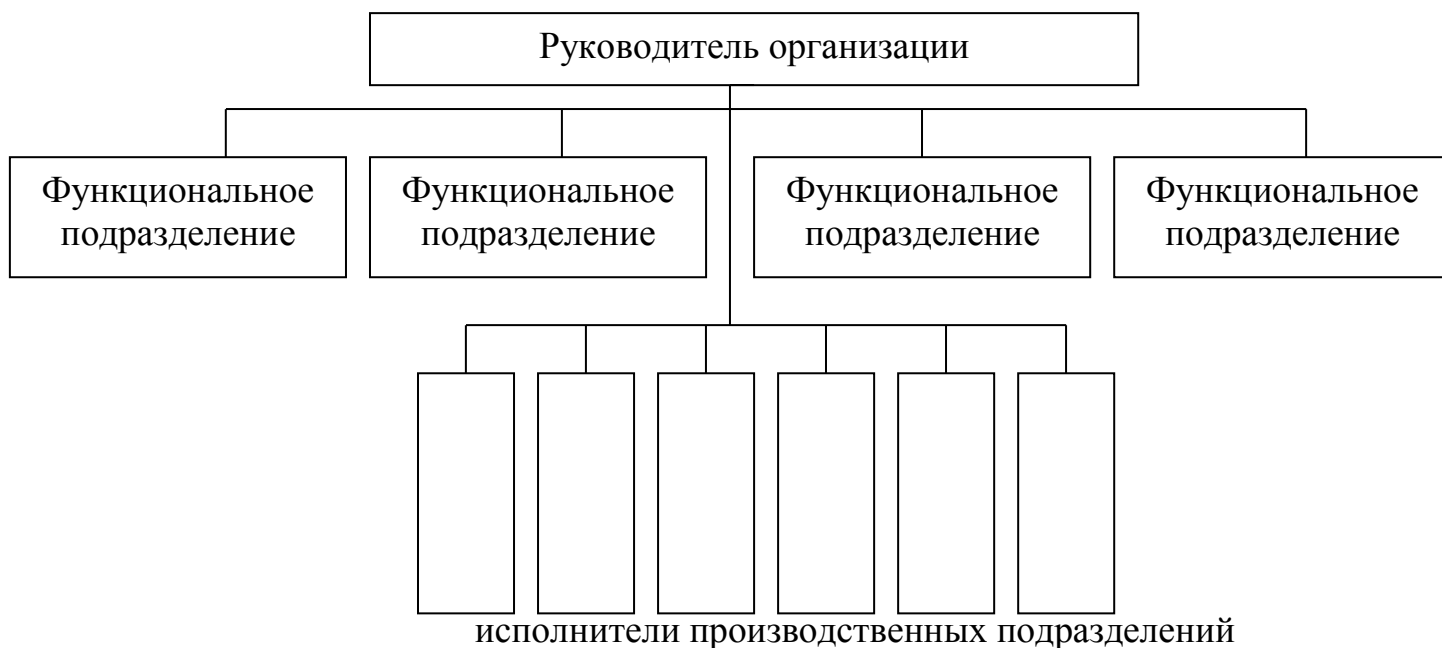 Руководитель организации
Функциональное
подразделение
Функциональное
подразделение
Функциональное
подразделение
Функциональное
подразделение
исполнители производственных подразделений